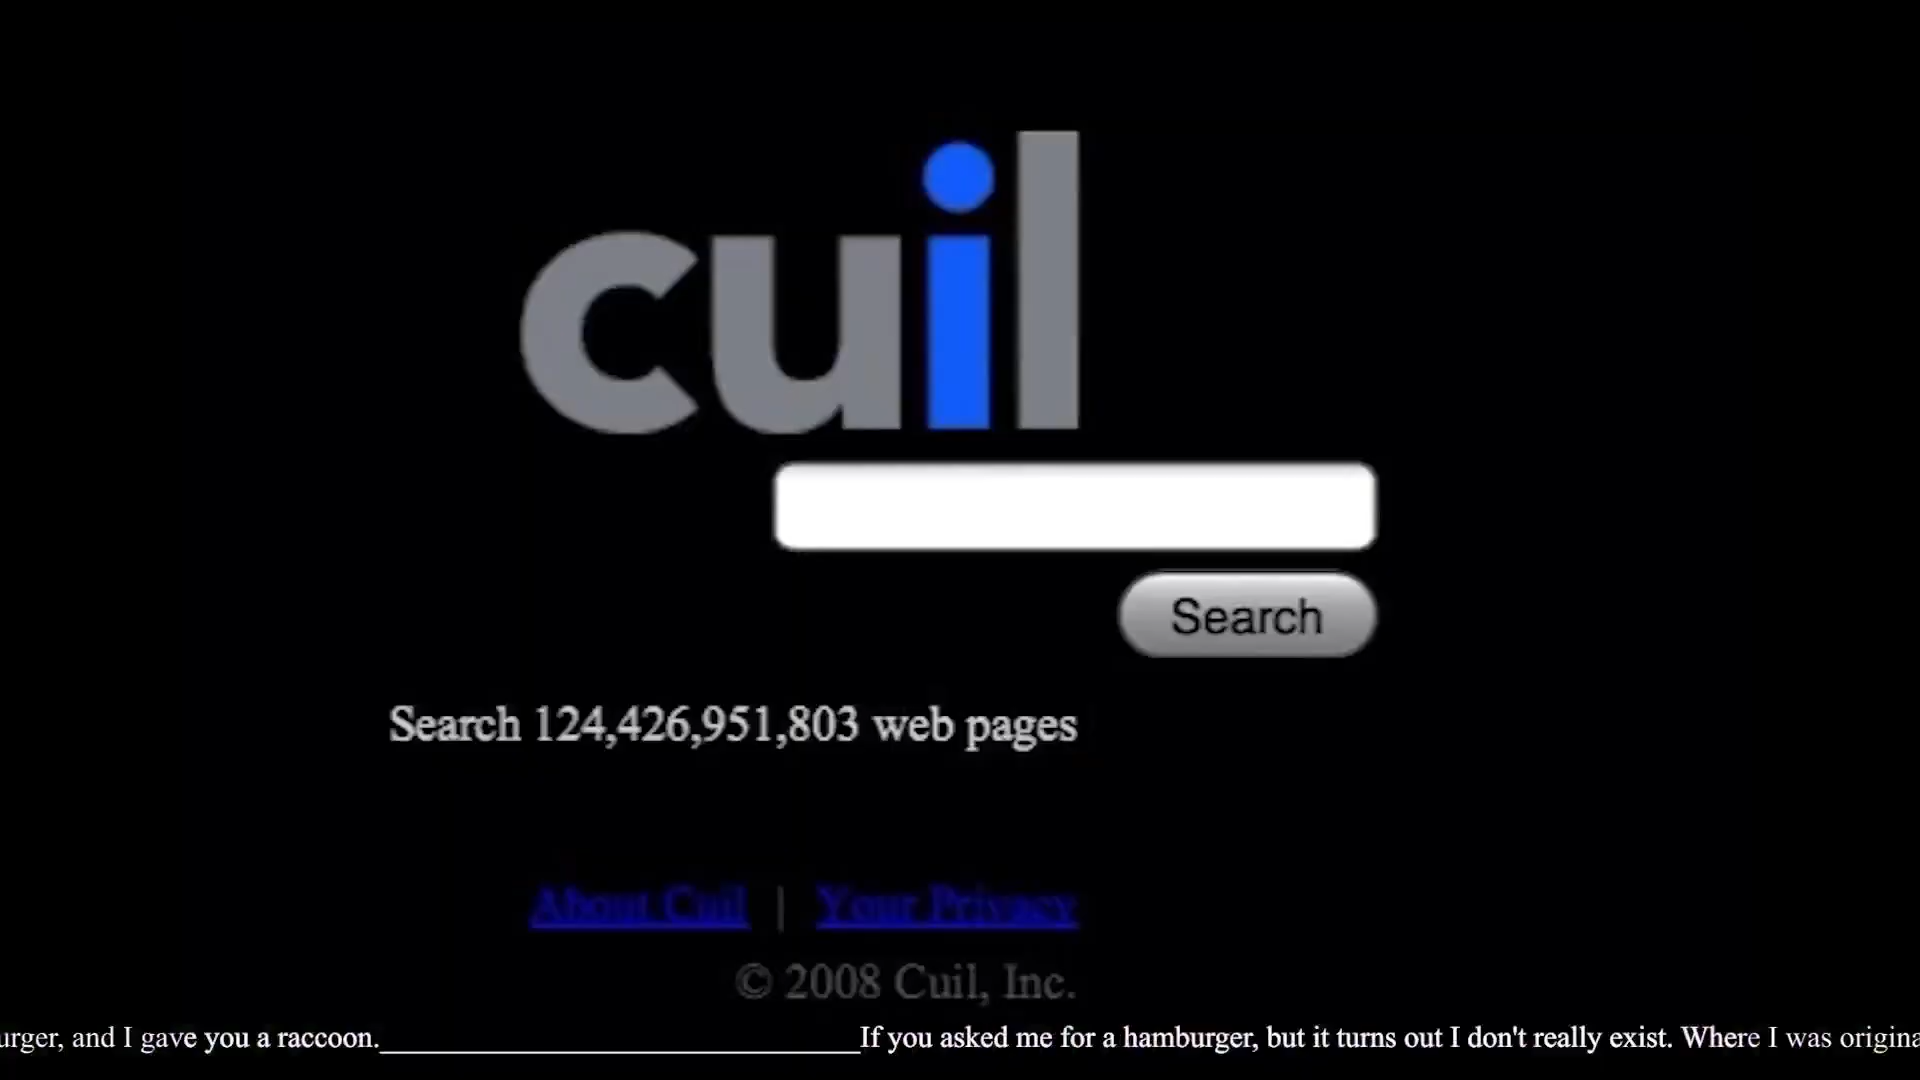 cuil
Search
Search 124,426,951,803 web pages
About Cuil | Your Privacy
© 2008 Cuil, Inc.
urger, and I gave you a raccoon.________________________________If you asked me for a hamburger, but it turns out I don't really exist. Where I was origina